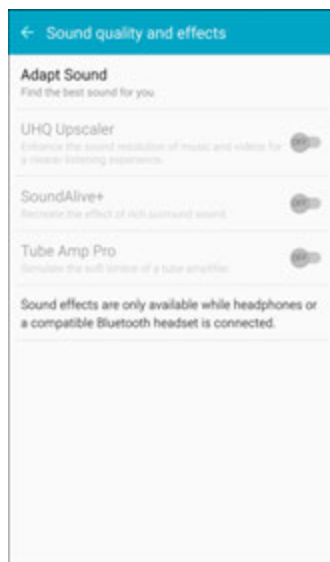 Sound quality and effects
Adapt Sound
Find the best sound for you.
UHQ Upscaler
Enhance the sound resolution of music and videos for
a clearer listening experience.
OFF
SoundAlive+
Recreate the effect of rich surround sound.
OFF
Tube Amp Pro
Simulate the soft timbre of a tube amplifier.
OFF
Sound effects are only available while headphones or
a compatible Bluetooth headset is connected.